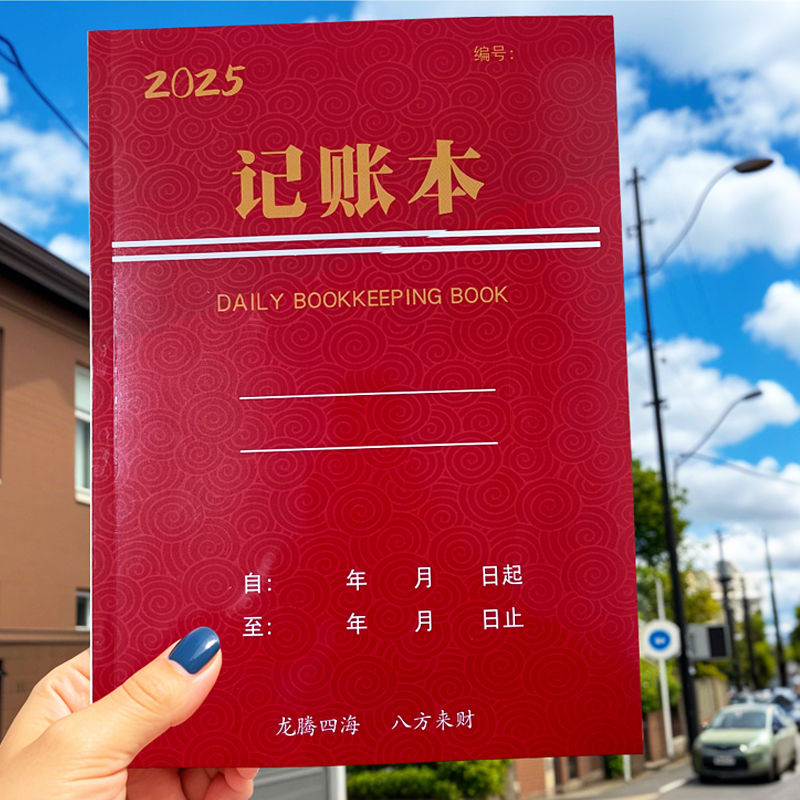 编号：
2025
记账本
DAILY BOOKKEEPING BOOK
自： 年 月 日起
至： 年 月 日止
龙腾四海 八方来财